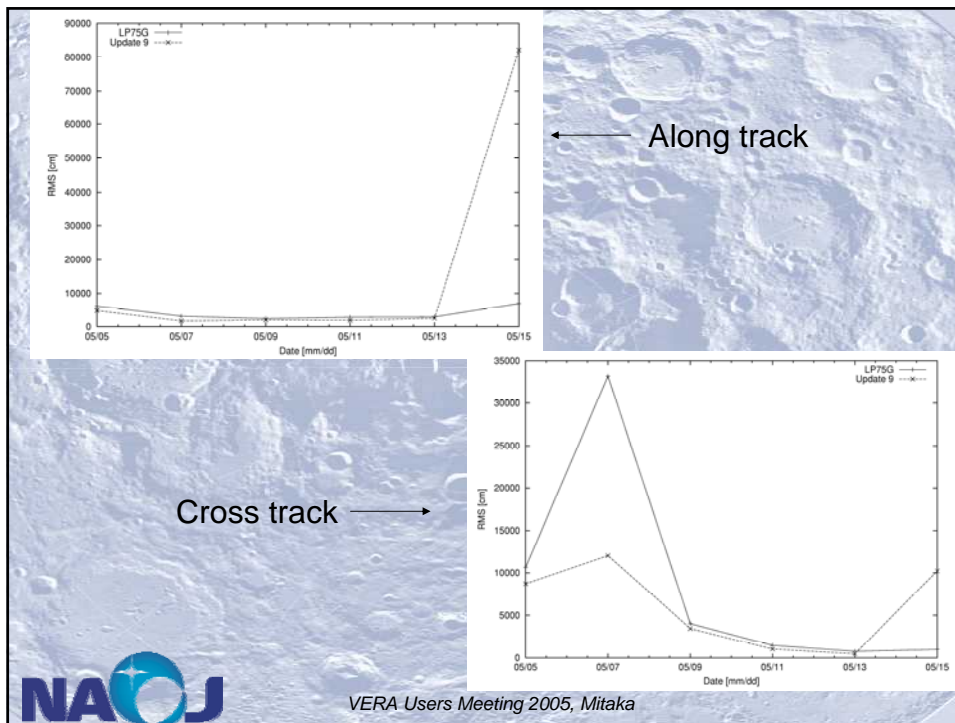 90000
80000
70000
60000
50000
40000
30000
20000
10000
0
RMS [cm]
LP75G
Update 9
05/05 05/07 05/09 05/11 05/13 05/15
Date [mm/dd]
Along track
35000
30000
25000
20000
15000
10000
5000
0
RMS [cm]
LP75G
Update 9
05/05 05/07 05/09 05/11 05/13 05/15
Date [mm/dd]
Cross track
NAOJ
VERA Users Meeting 2005, Mitaka